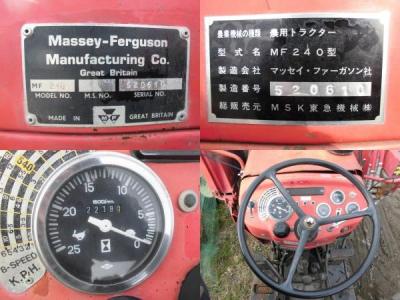 Massey-Ferguson
Manufacturing Co.
Great Britain
MF 240 520610
MODEL NO. M.S. NO. SERIAL NO.
MADE IN GREAT BRITAIN
農業機械の種類 農用トラクター
型式名 MF240型
製造会社 マッセイ・ファーガソン社
製造番号 520610
総販売元 MSK東急機械㈱
540
15
10
20
5
25
0
8-SPEED
K.P.H.